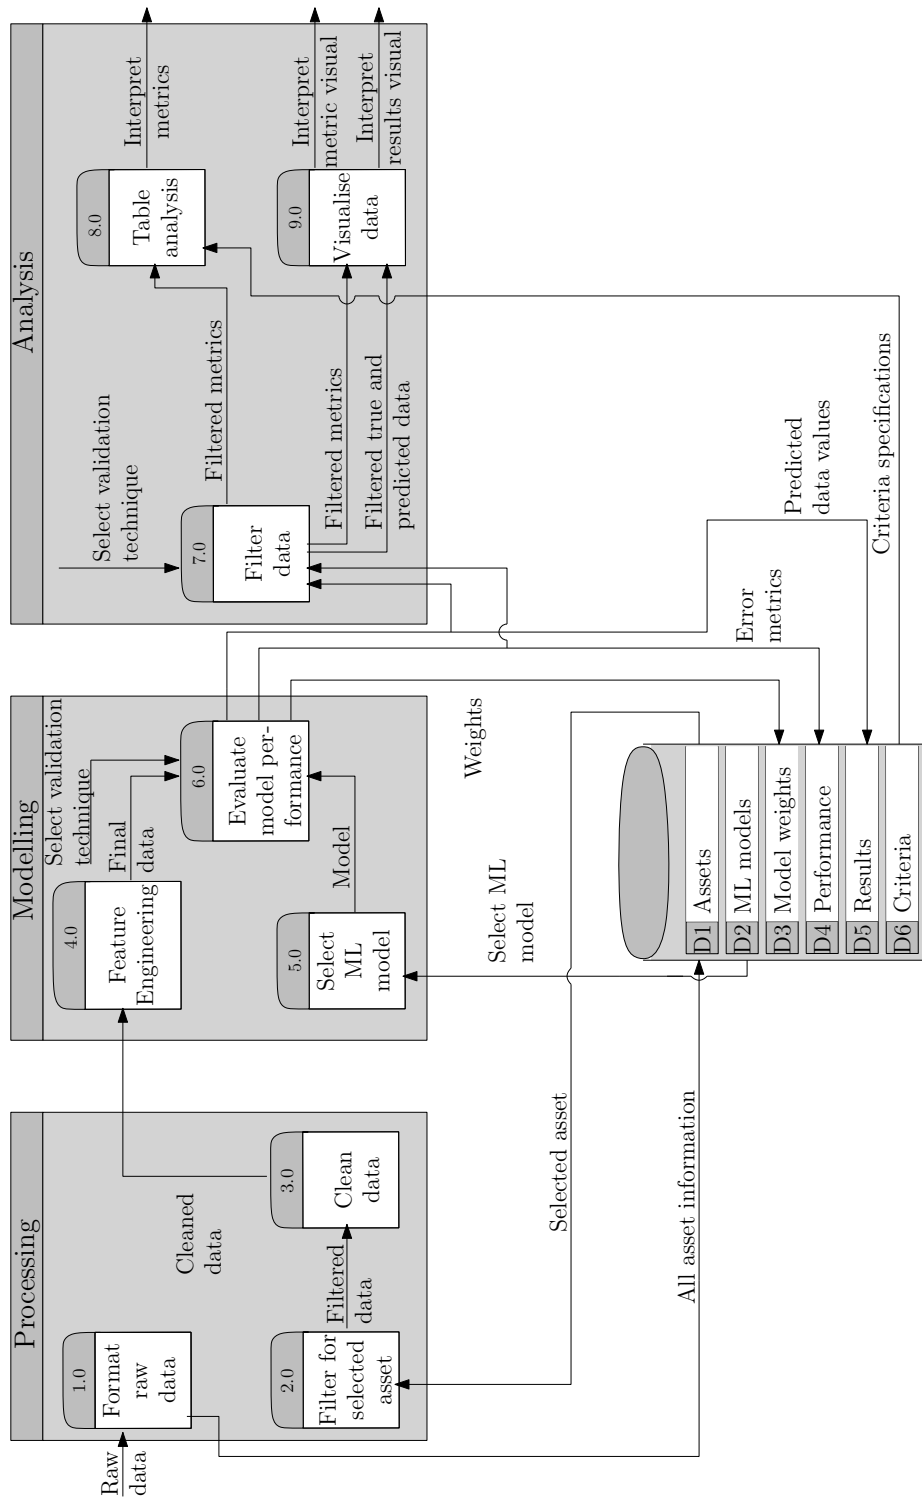 Processing
Raw
data
1.0
Format
raw
data
2.0
Filter for
selected
asset
Filtered
data
3.0
Clean
data
Cleaned
data
Modelling
4.0
Feature
Engineering
Final
data
Select validation
technique
5.0
Select
ML
model
Model
6.0
Evaluate
model per-
formance
Analysis
Select validation
technique
7.0
Filter
data
Filtered metrics
Filtered metrics
Filtered true and
predicted data
8.0
Table
analysis
Interpret
metrics
9.0
Visualise
data
Interpret
metric visual
Interpret
results visual
Selected asset
All asset information
Select ML
model
Weights
Error
metrics
Predicted
data values
Criteria specifications
D1 Assets
D2 ML models
D3 Model weights
D4 Performance
D5 Results
D6 Criteria